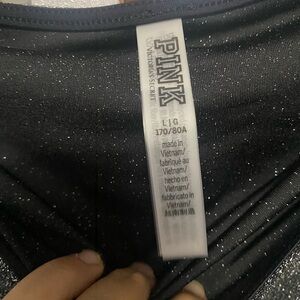 VICTORIA'S SECRET
PINK
L | G
170/80A
made in
Vietnam/
fabriqué au
Vietnam/
hecho en
Vietnam/
fabbricato in
Vietnam/